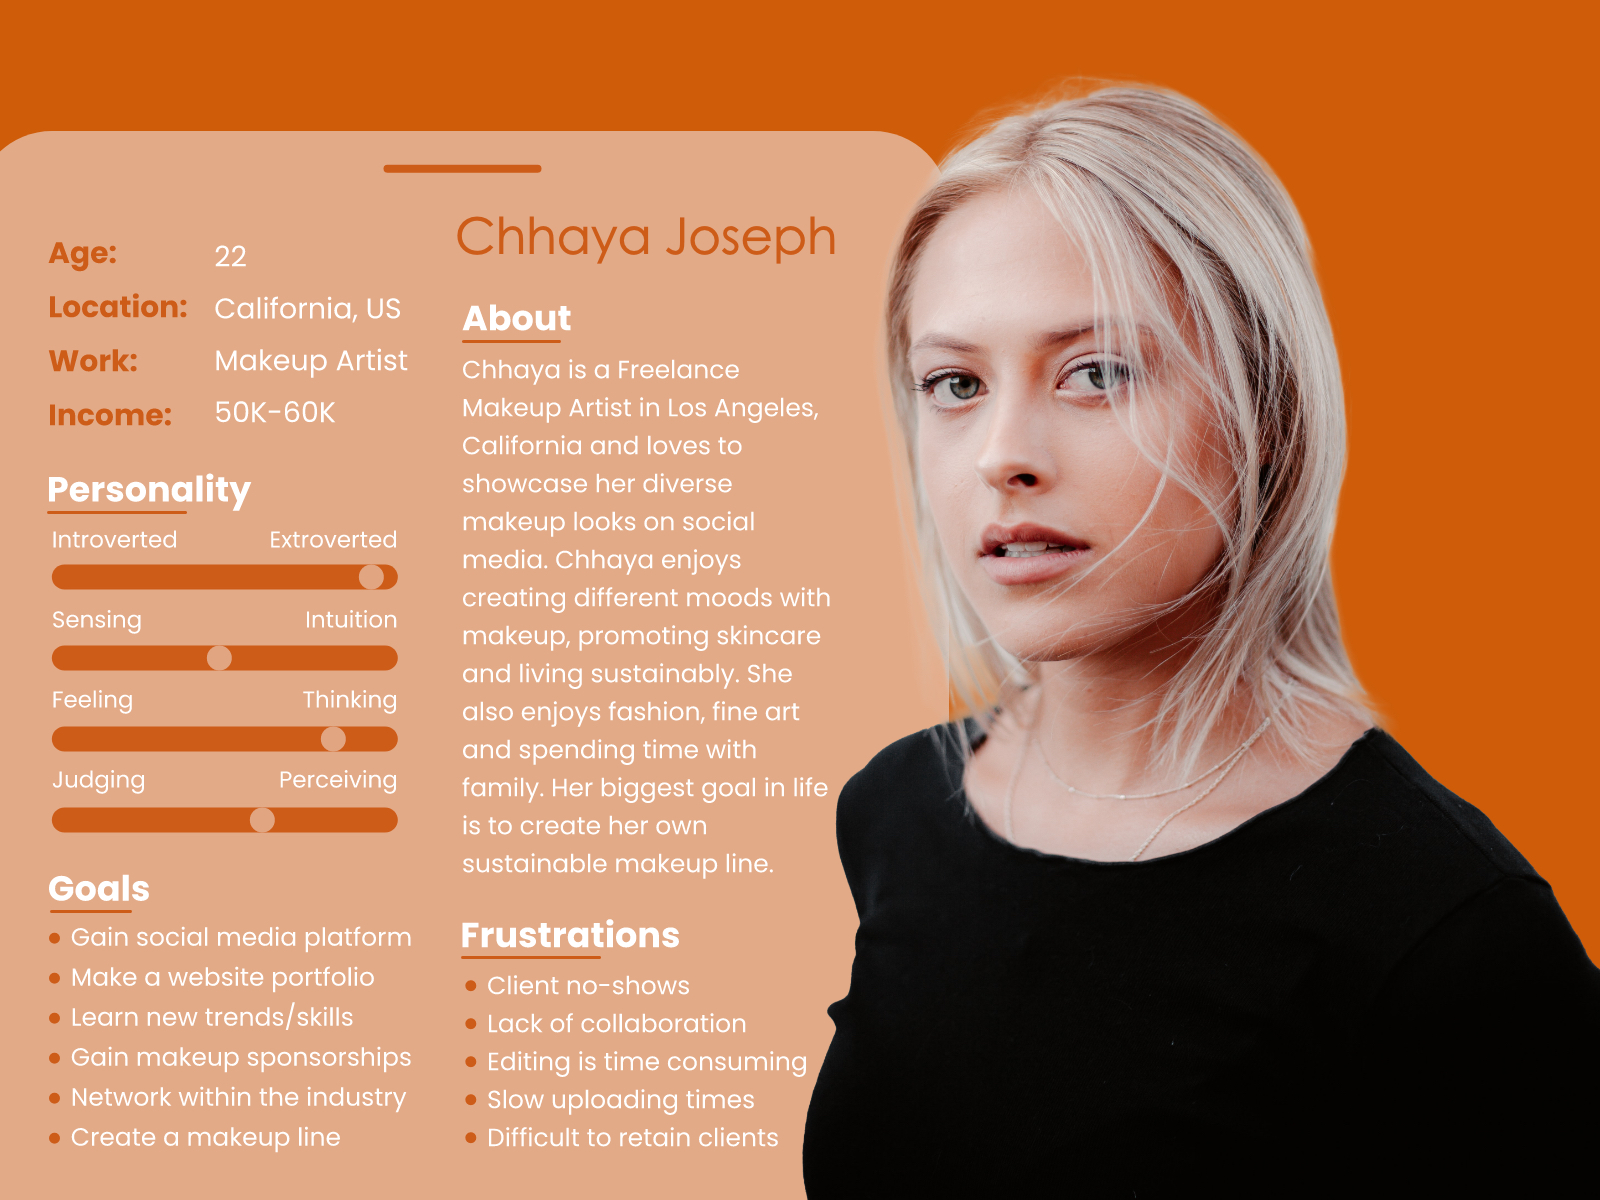 Chhaya Joseph
Age: 22
Location: California, US
Work: Makeup Artist
Income: 50K-60K
Personality
Introverted Extroverted
Sensing Intuition
Feeling Thinking
Judging Perceiving
Goals
Gain social media platform
Make a website portfolio
Learn new trends/skills
Gain makeup sponsorships
Network within the industry
Create a makeup line
About
Chhaya is a Freelance
Makeup Artist in Los Angeles,
California and loves to
showcase her diverse
makeup looks on social
media. Chhaya enjoys
creating different moods with
makeup, promoting skincare
and living sustainably. She
also enjoys fashion, fine art
and spending time with
family. Her biggest goal in life
is to create her own
sustainable makeup line.
Frustrations
Client no-shows
Lack of collaboration
Editing is time consuming
Slow uploading times
Difficult to retain clients